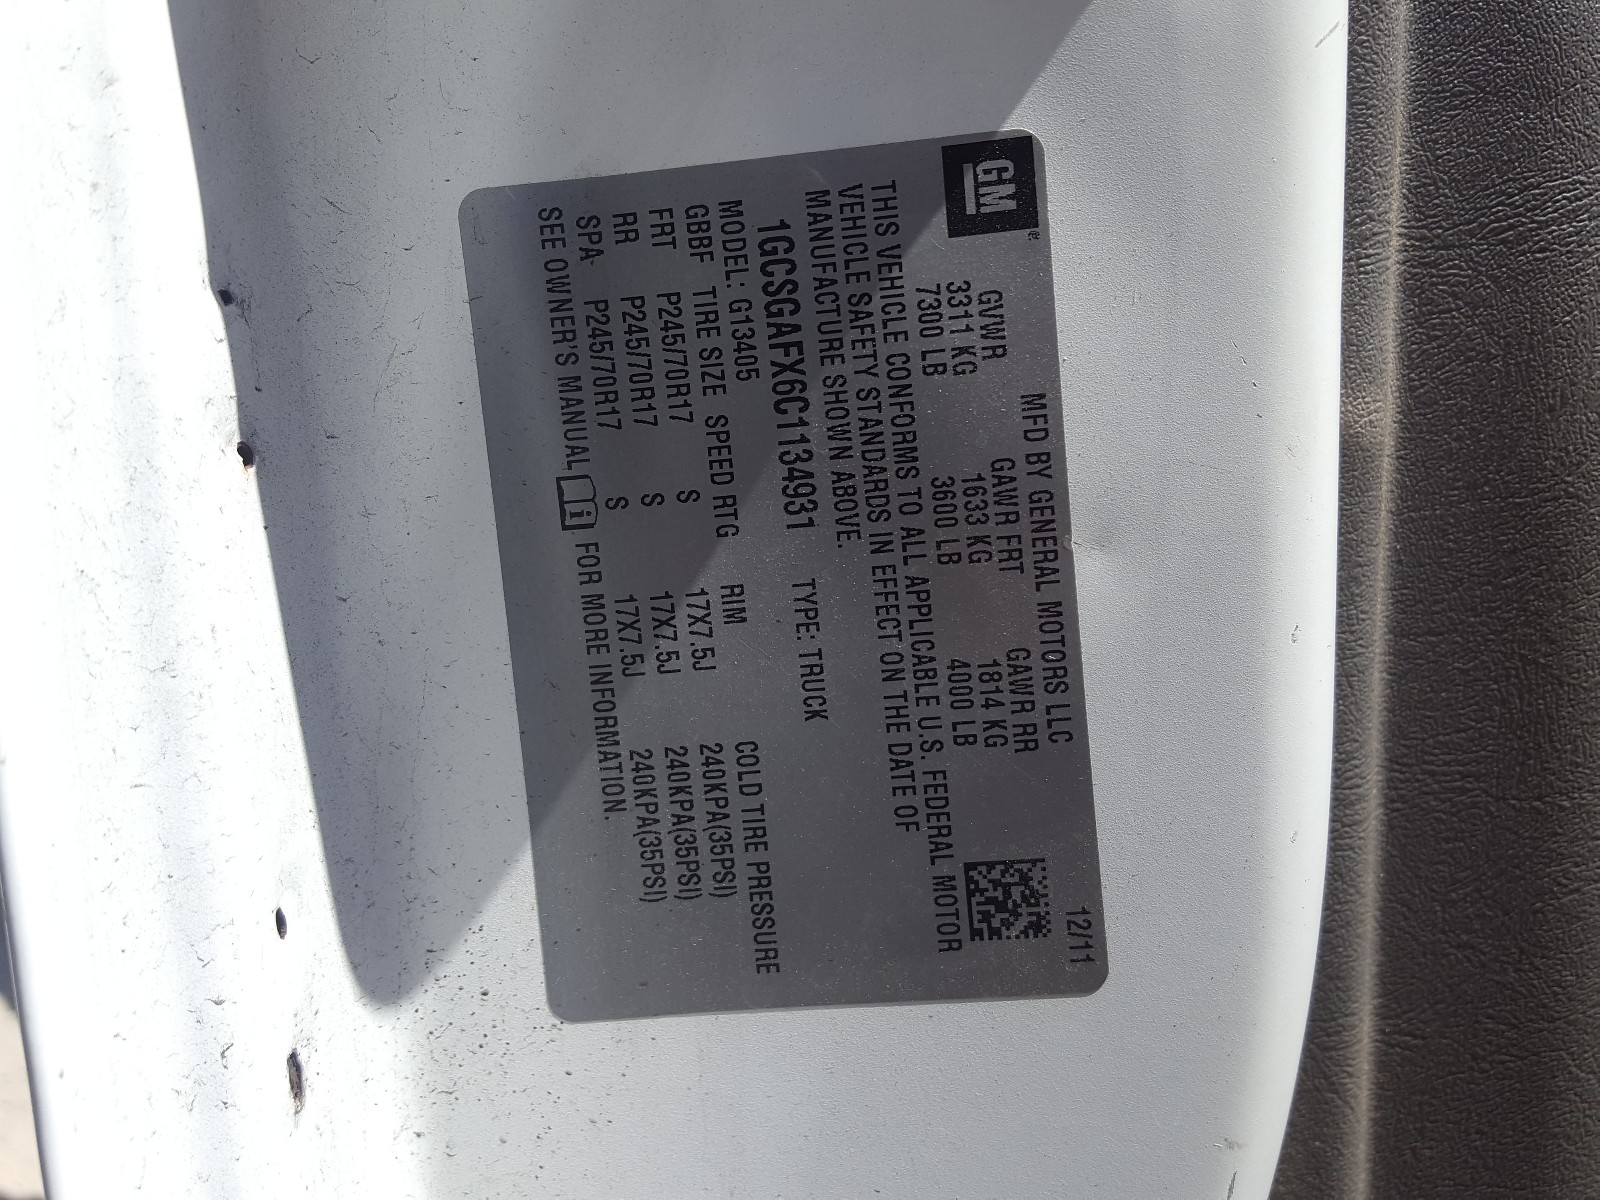 GM
MFD BY GENERAL MOTORS LLC 12/11
GVWR GAWR FRT GAWR RR
3311 KG 1633 KG 1814 KG
7300 LB 3600 LB 4000 LB
THIS VEHICLE CONFORMS TO ALL APPLICABLE U.S. FEDERAL MOTOR
VEHICLE SAFETY STANDARDS IN EFFECT ON THE DATE OF
MANUFACTURE SHOWN ABOVE.
1GCSGAFX6C1134931 TYPE: TRUCK
MODEL: G13405
GBBF TIRE SIZE SPEED RTG RIM COLD TIRE PRESSURE
FRT P245/70R17 S 17X7.5J 240KPA(35PSI)
RR P245/70R17 S 17X7.5J 240KPA(35PSI)
SPA P245/70R17 S 17X7.5J 240KPA(35PSI)
SEE OWNER'S MANUAL i FOR MORE INFORMATION.